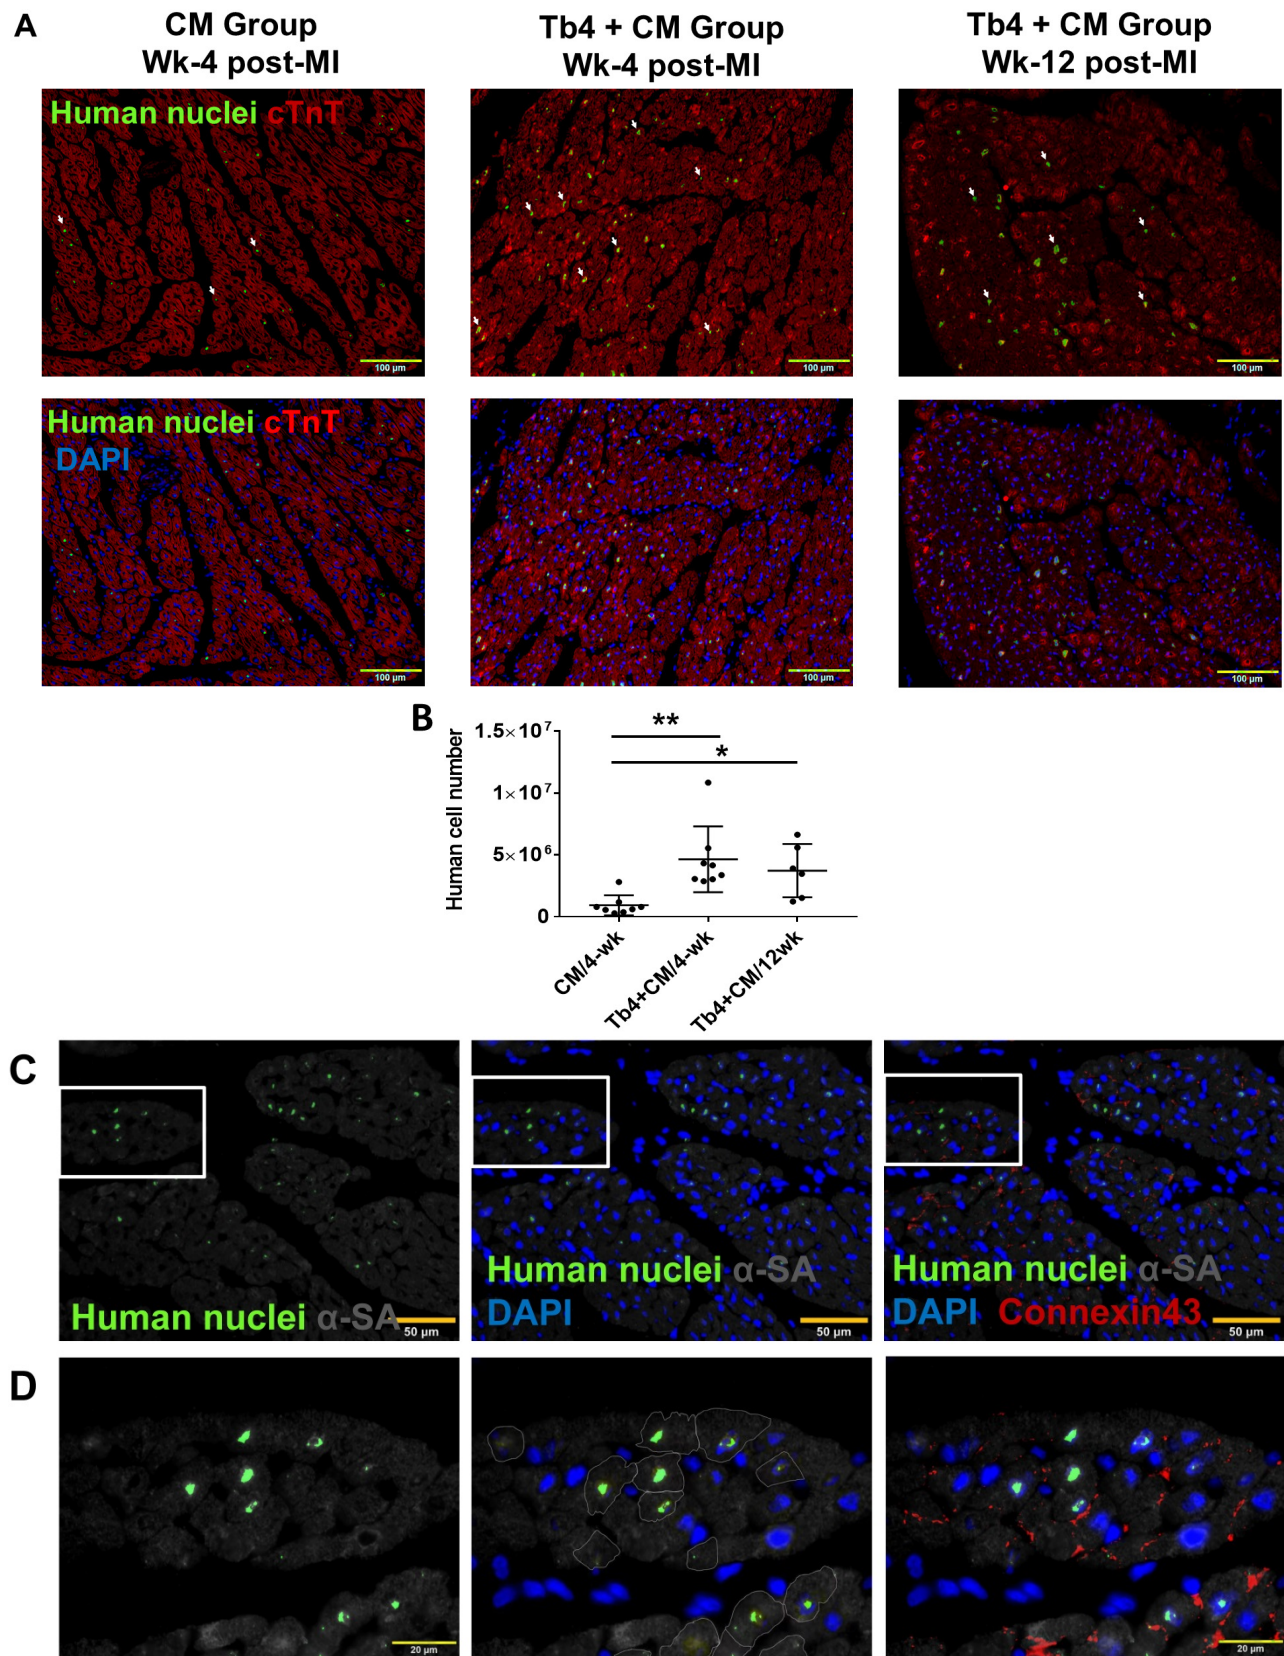 A
CM Group
Wk-4 post-MI
Tb4 + CM Group
Wk-4 post-MI
Tb4 + CM Group
Wk-12 post-MI
Human nuclei cTnT
100 µm
100 µm
100 µm
Human nuclei cTnT
DAPI
100 µm
100 µm
100 µm
B
Human cell number
1.5×10⁷
1×10⁷
5×10⁶
0
**
*
CM/4-wk
Tb4+CM/4-wk
Tb4+CM/12wk
C
Human nuclei α-SA
50 µm
Human nuclei α-SA
DAPI
50 µm
Human nuclei α-SA
DAPI Connexin43
50 µm
D
20 µm
20 µm